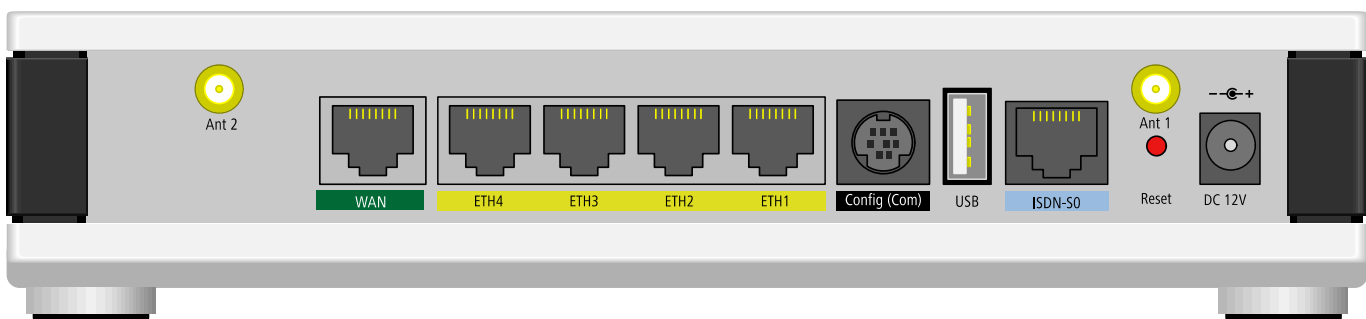 Ant 2
WAN
ETH4
ETH3
ETH2
ETH1
Config (Com)
USB
ISDN-S0
Ant 1
Reset
- +
DC 12V